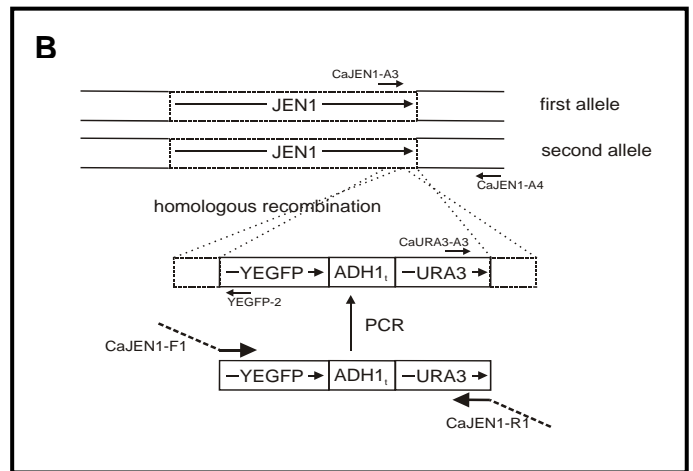 B
CaJEN1-A3
JEN1
first allele
JEN1
second allele
CaJEN1-A4
homologous recombination
CaURA3-A3
YEGFP ADH1t URA3
YEGFP-2
PCR
CaJEN1-F1
YEGFP ADH1t URA3
CaJEN1-R1